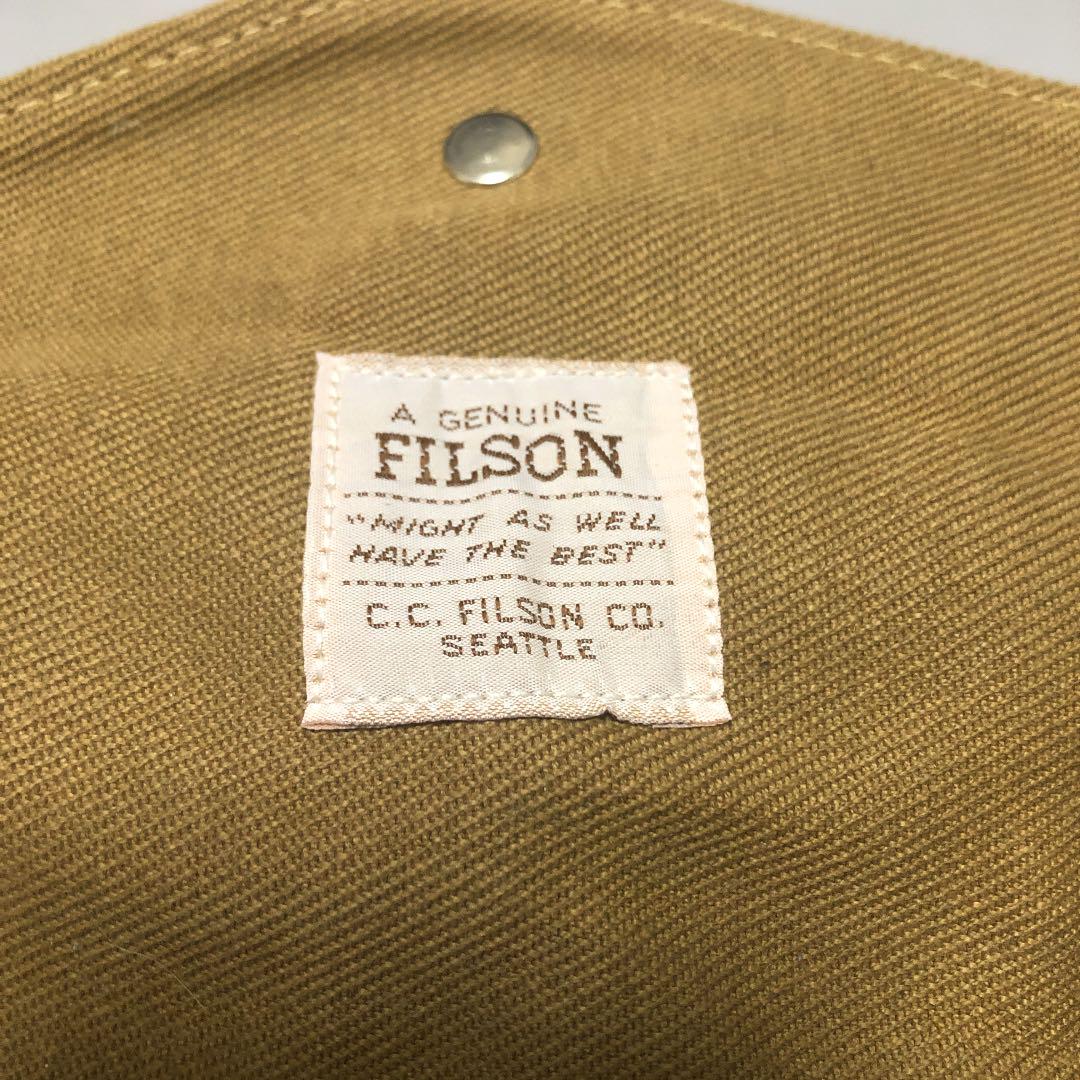 A GENUINE
FILSON
"MIGHT AS WELL
HAVE THE BEST"
C.C. FILSON CO.
SEATTLE